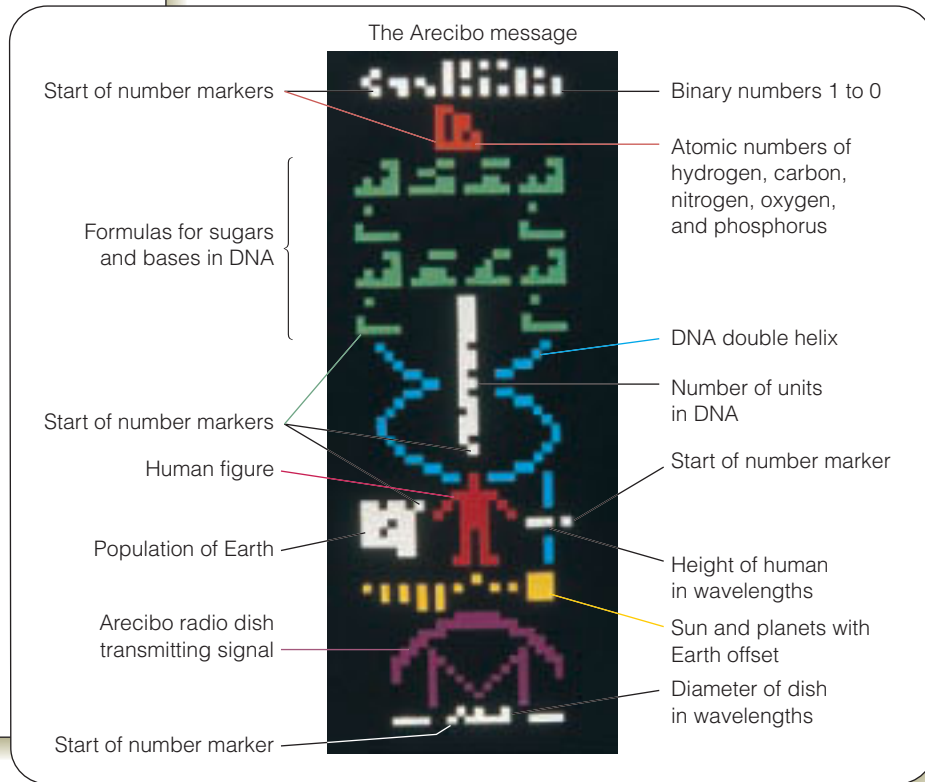 The Arecibo message
Start of number markers
Binary numbers 1 to 0
Atomic numbers of
hydrogen, carbon,
nitrogen, oxygen,
and phosphorus
Formulas for sugars
and bases in DNA
DNA double helix
Number of units
in DNA
Start of number markers
Start of number marker
Human figure
Population of Earth
Height of human
in wavelengths
Arecibo radio dish
transmitting signal
Sun and planets with
Earth offset
Diameter of dish
in wavelengths
Start of number marker